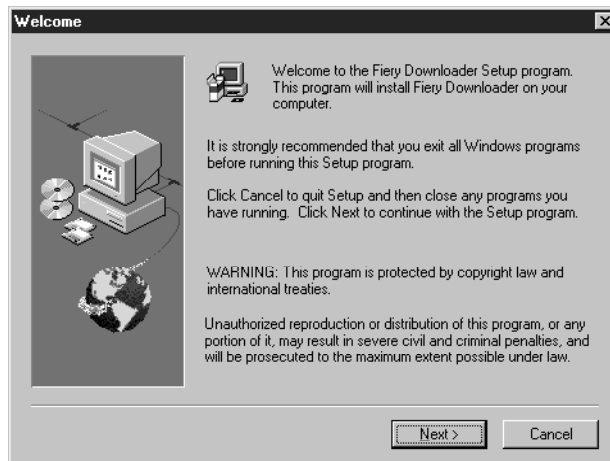 Welcome
Welcome to the Fiery Downloader Setup program.
This program will install Fiery Downloader on your
computer.
It is strongly recommended that you exit all Windows programs
before running this Setup program.
Click Cancel to quit Setup and then close any programs you
have running. Click Next to continue with the Setup program.
WARNING: This program is protected by copyright law and
international treaties.
Unauthorized reproduction or distribution of this program, or any
portion of it, may result in severe civil and criminal penalties, and
will be prosecuted to the maximum extent possible under law.
Next >
Cancel